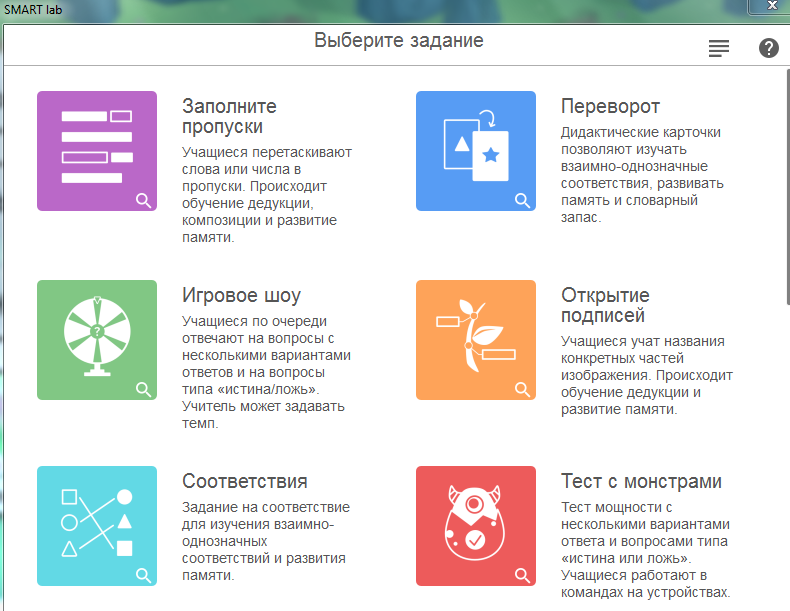 SMART lab
Выберите задание
Заполните
пропуски
Учащиеся перетаскивают
слова или числа в
пропуски. Происходит
обучение дедукции,
композиции и развитие
памяти.
Переворот
Дидактические карточки
позволяют изучать
взаимно-однозначные
соответствия, развивать
память и словарный
запас.
Игровое шоу
Учащиеся по очереди
отвечают на вопросы с
несколькими вариантами
ответов и на вопросы
типа «истина/ложь».
Учитель может задавать
темп.
Открытие
подписей
Учащиеся учат названия
конкретных частей
изображения. Происходит
обучение дедукции и
развитие памяти.
Соответствия
Задание на соответствие
для изучения взаимно-
однозначных
соответствий и развития
памяти.
Тест с монстрами
Тест мощности с
несколькими вариантами
ответа и вопросами типа
«истина или ложь».
Учащиеся работают в
командах на устройствах.